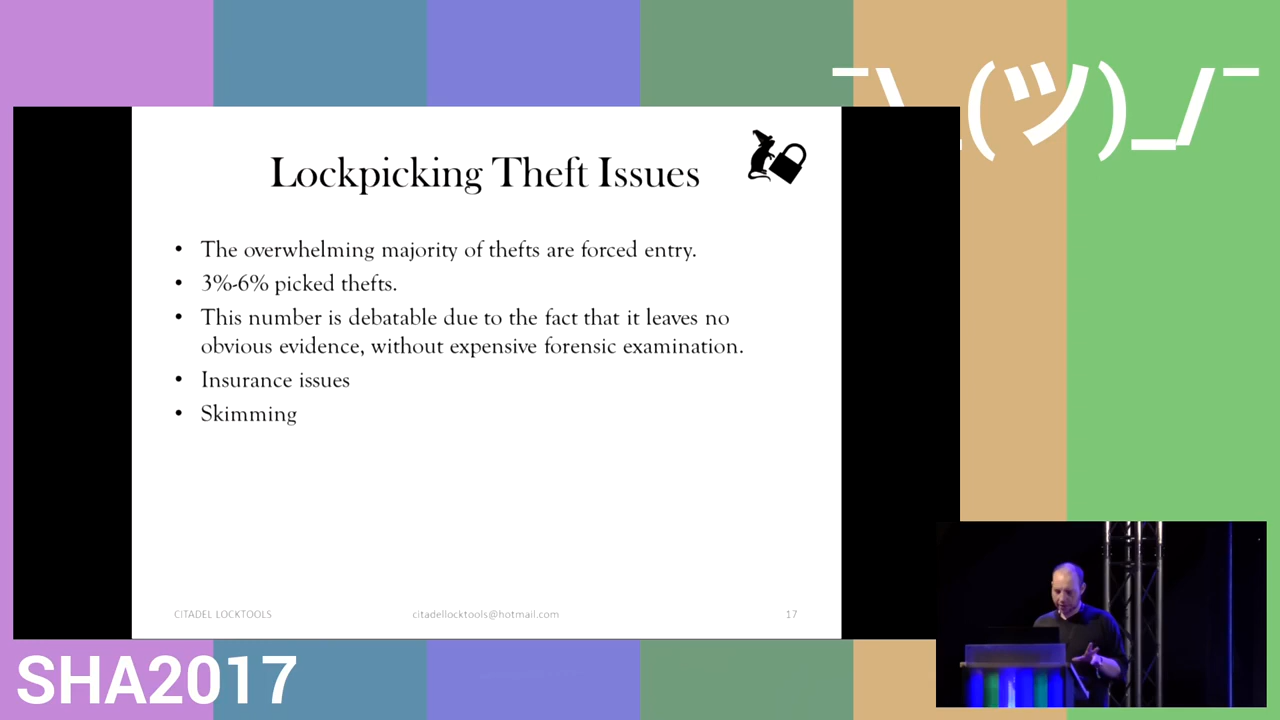 ¯\_(ツ)_/¯
Lockpicking Theft Issues
• The overwhelming majority of thefts are forced entry.
• 3%-6% picked thefts.
• This number is debatable due to the fact that it leaves no
obvious evidence, without expensive forensic examination.
• Insurance issues
• Skimming
CITADEL LOCKTOOLS
citadellocktools@hotmail.com
17
SHA2017